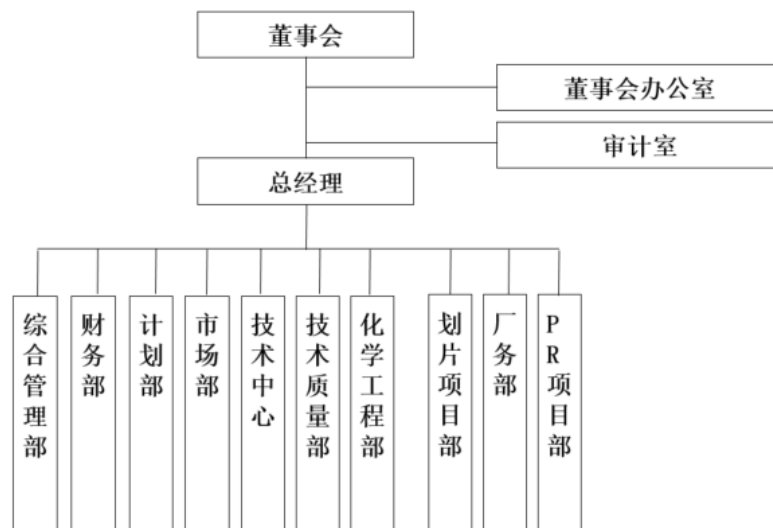 董事会
董事会办公室
审计室
总经理
综合管理部
财务部
计划部
市场部
技术中心
技术质量部
化学工程部
划片项目部
厂务部
PR项目部